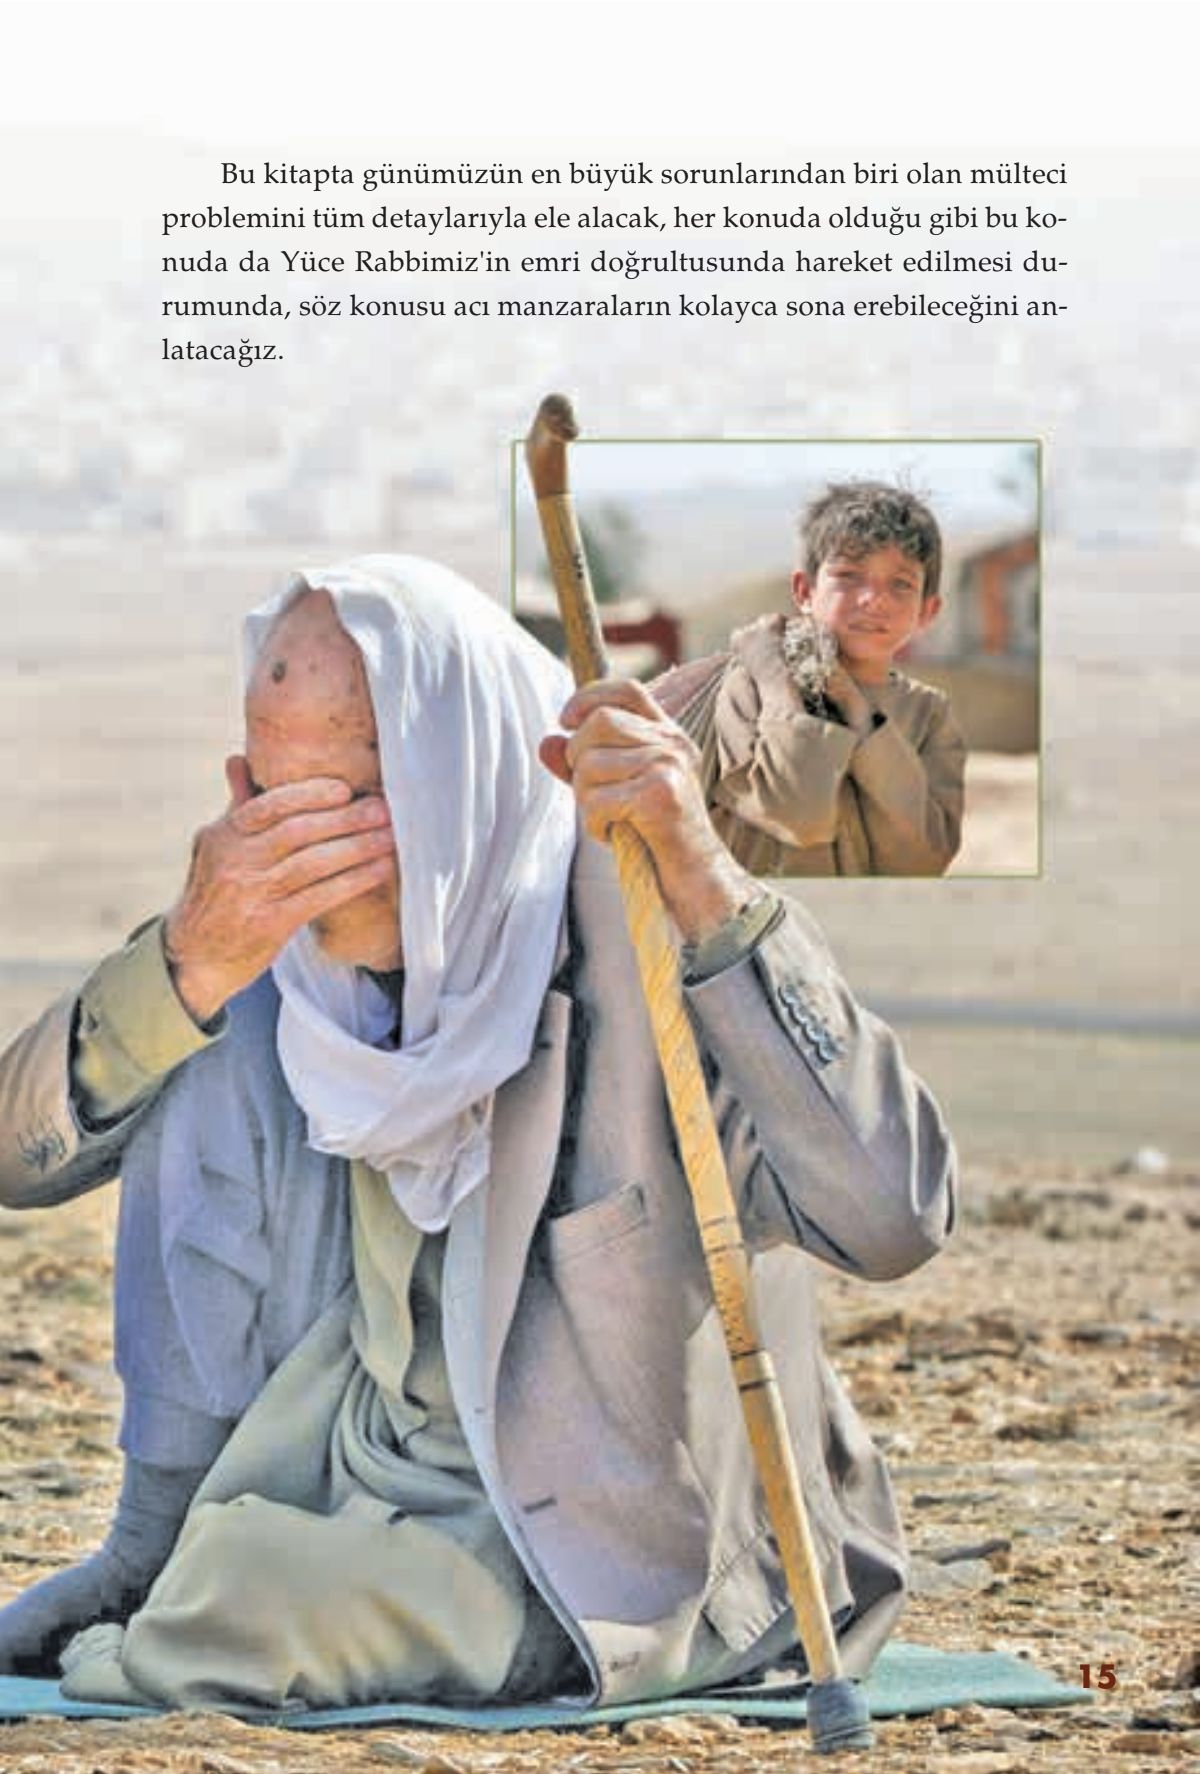 Bu kitapta günümüzün en büyük sorunlarından biri olan mülteci
problemini tüm detaylarıyla ele alacak, her konuda olduğu gibi bu ko-
nuda da Yüce Rabbimiz'in emri doğrultusunda hareket edilmesi du-
rumunda, söz konusu acı manzaraların kolayca sona erebileceğini an-
latacağız.
15